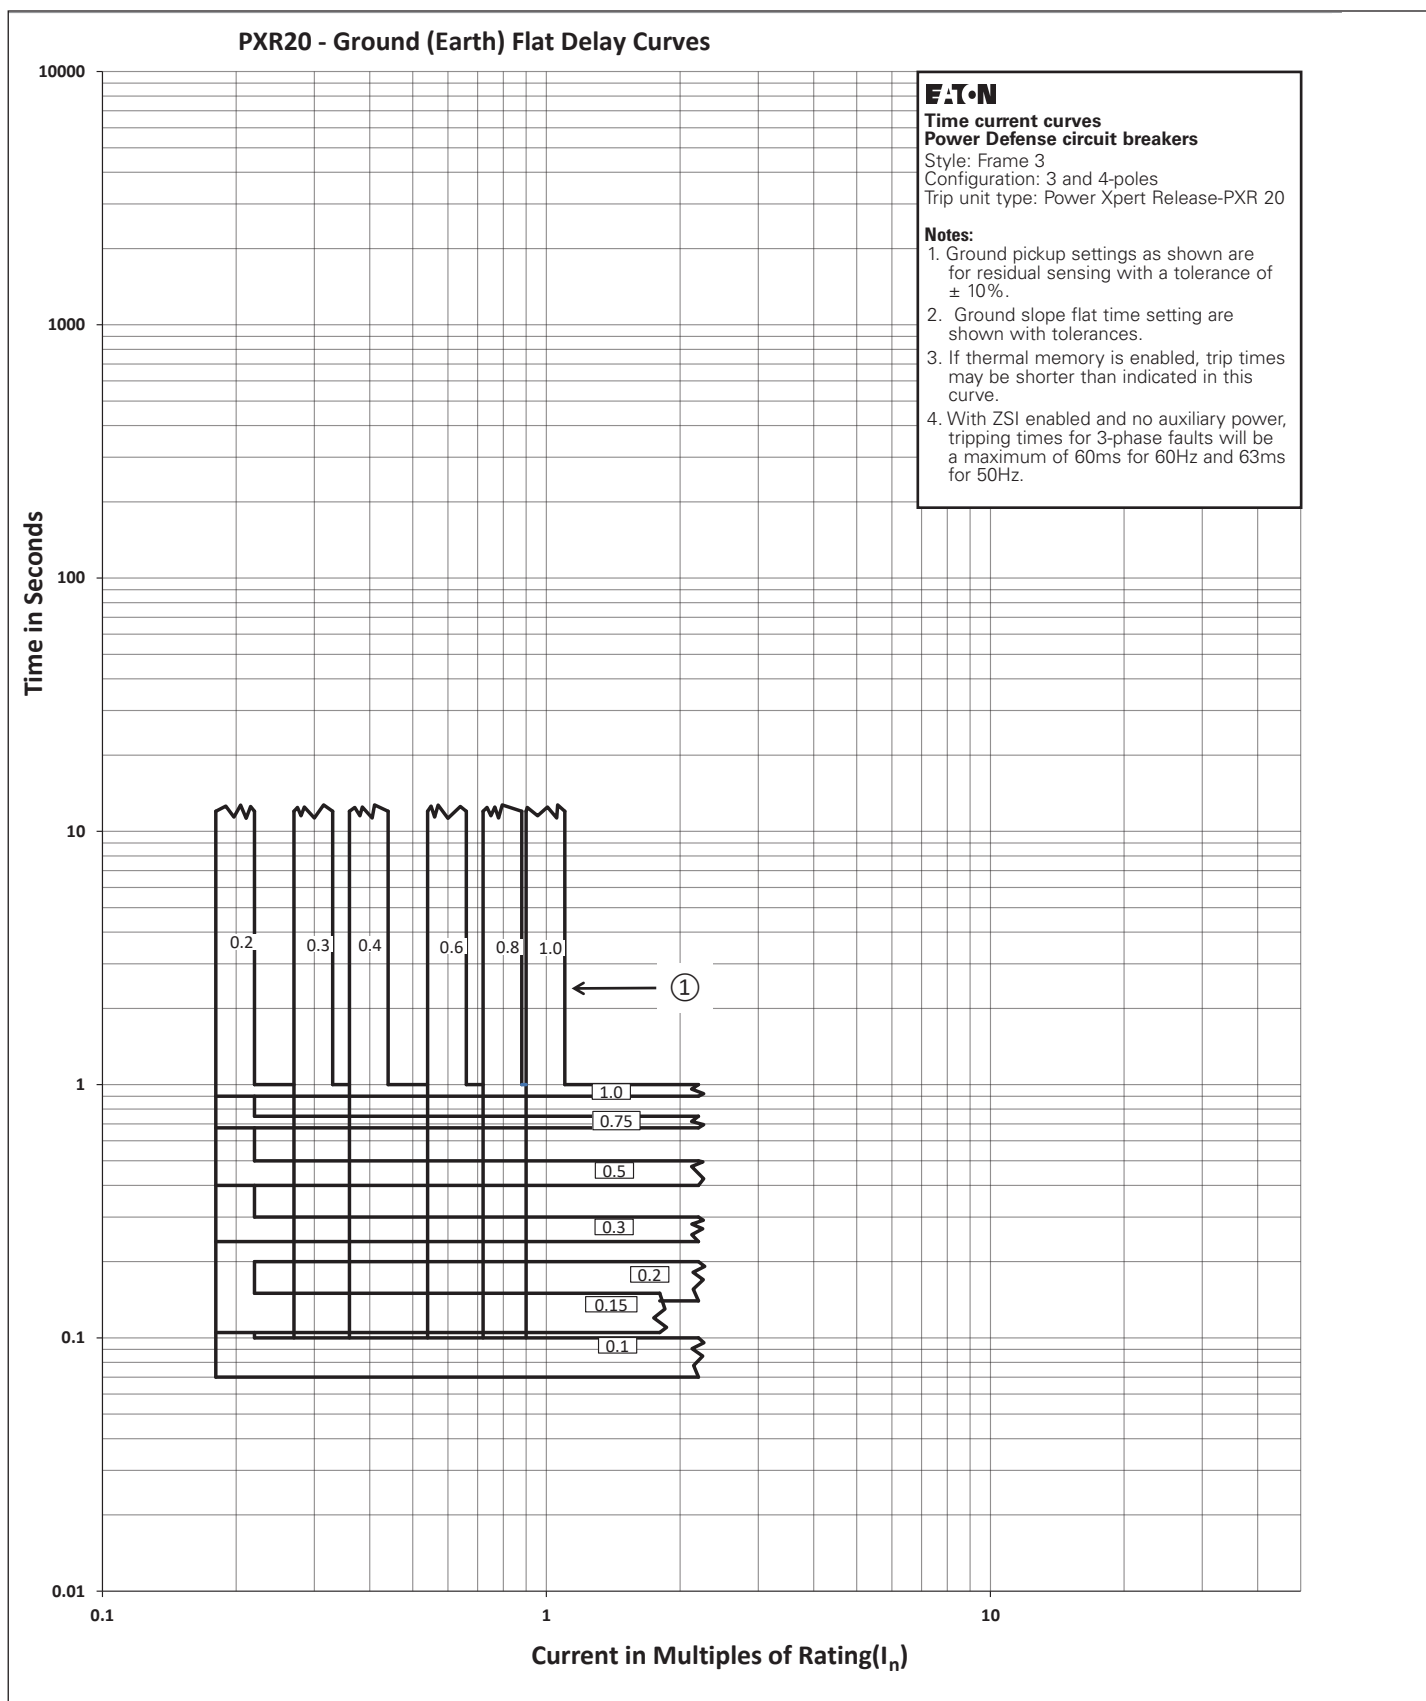 PXR20 - Ground (Earth) Flat Delay Curves
10000
1000
100
10
1
0.1
0.01
Time in Seconds
EATON
Time current curves
Power Defense circuit breakers
Style: Frame 3
Configuration: 3 and 4-poles
Trip unit type: Power Xpert Release-PXR 20
Notes:
1. Ground pickup settings as shown are
for residual sensing with a tolerance of
± 10%.
2. Ground slope flat time setting are
shown with tolerances.
3. If thermal memory is enabled, trip times
may be shorter than indicated in this
curve.
4. With ZSI enabled and no auxiliary power,
tripping times for 3-phase faults will be
a maximum of 60ms for 60Hz and 63ms
for 50Hz.
0.2 0.3 0.4 0.6 0.8 1.0
①
1.0
0.75
0.5
0.3
0.2
0.15
0.1
0.1 1 10
Current in Multiples of Rating(Iₙ)